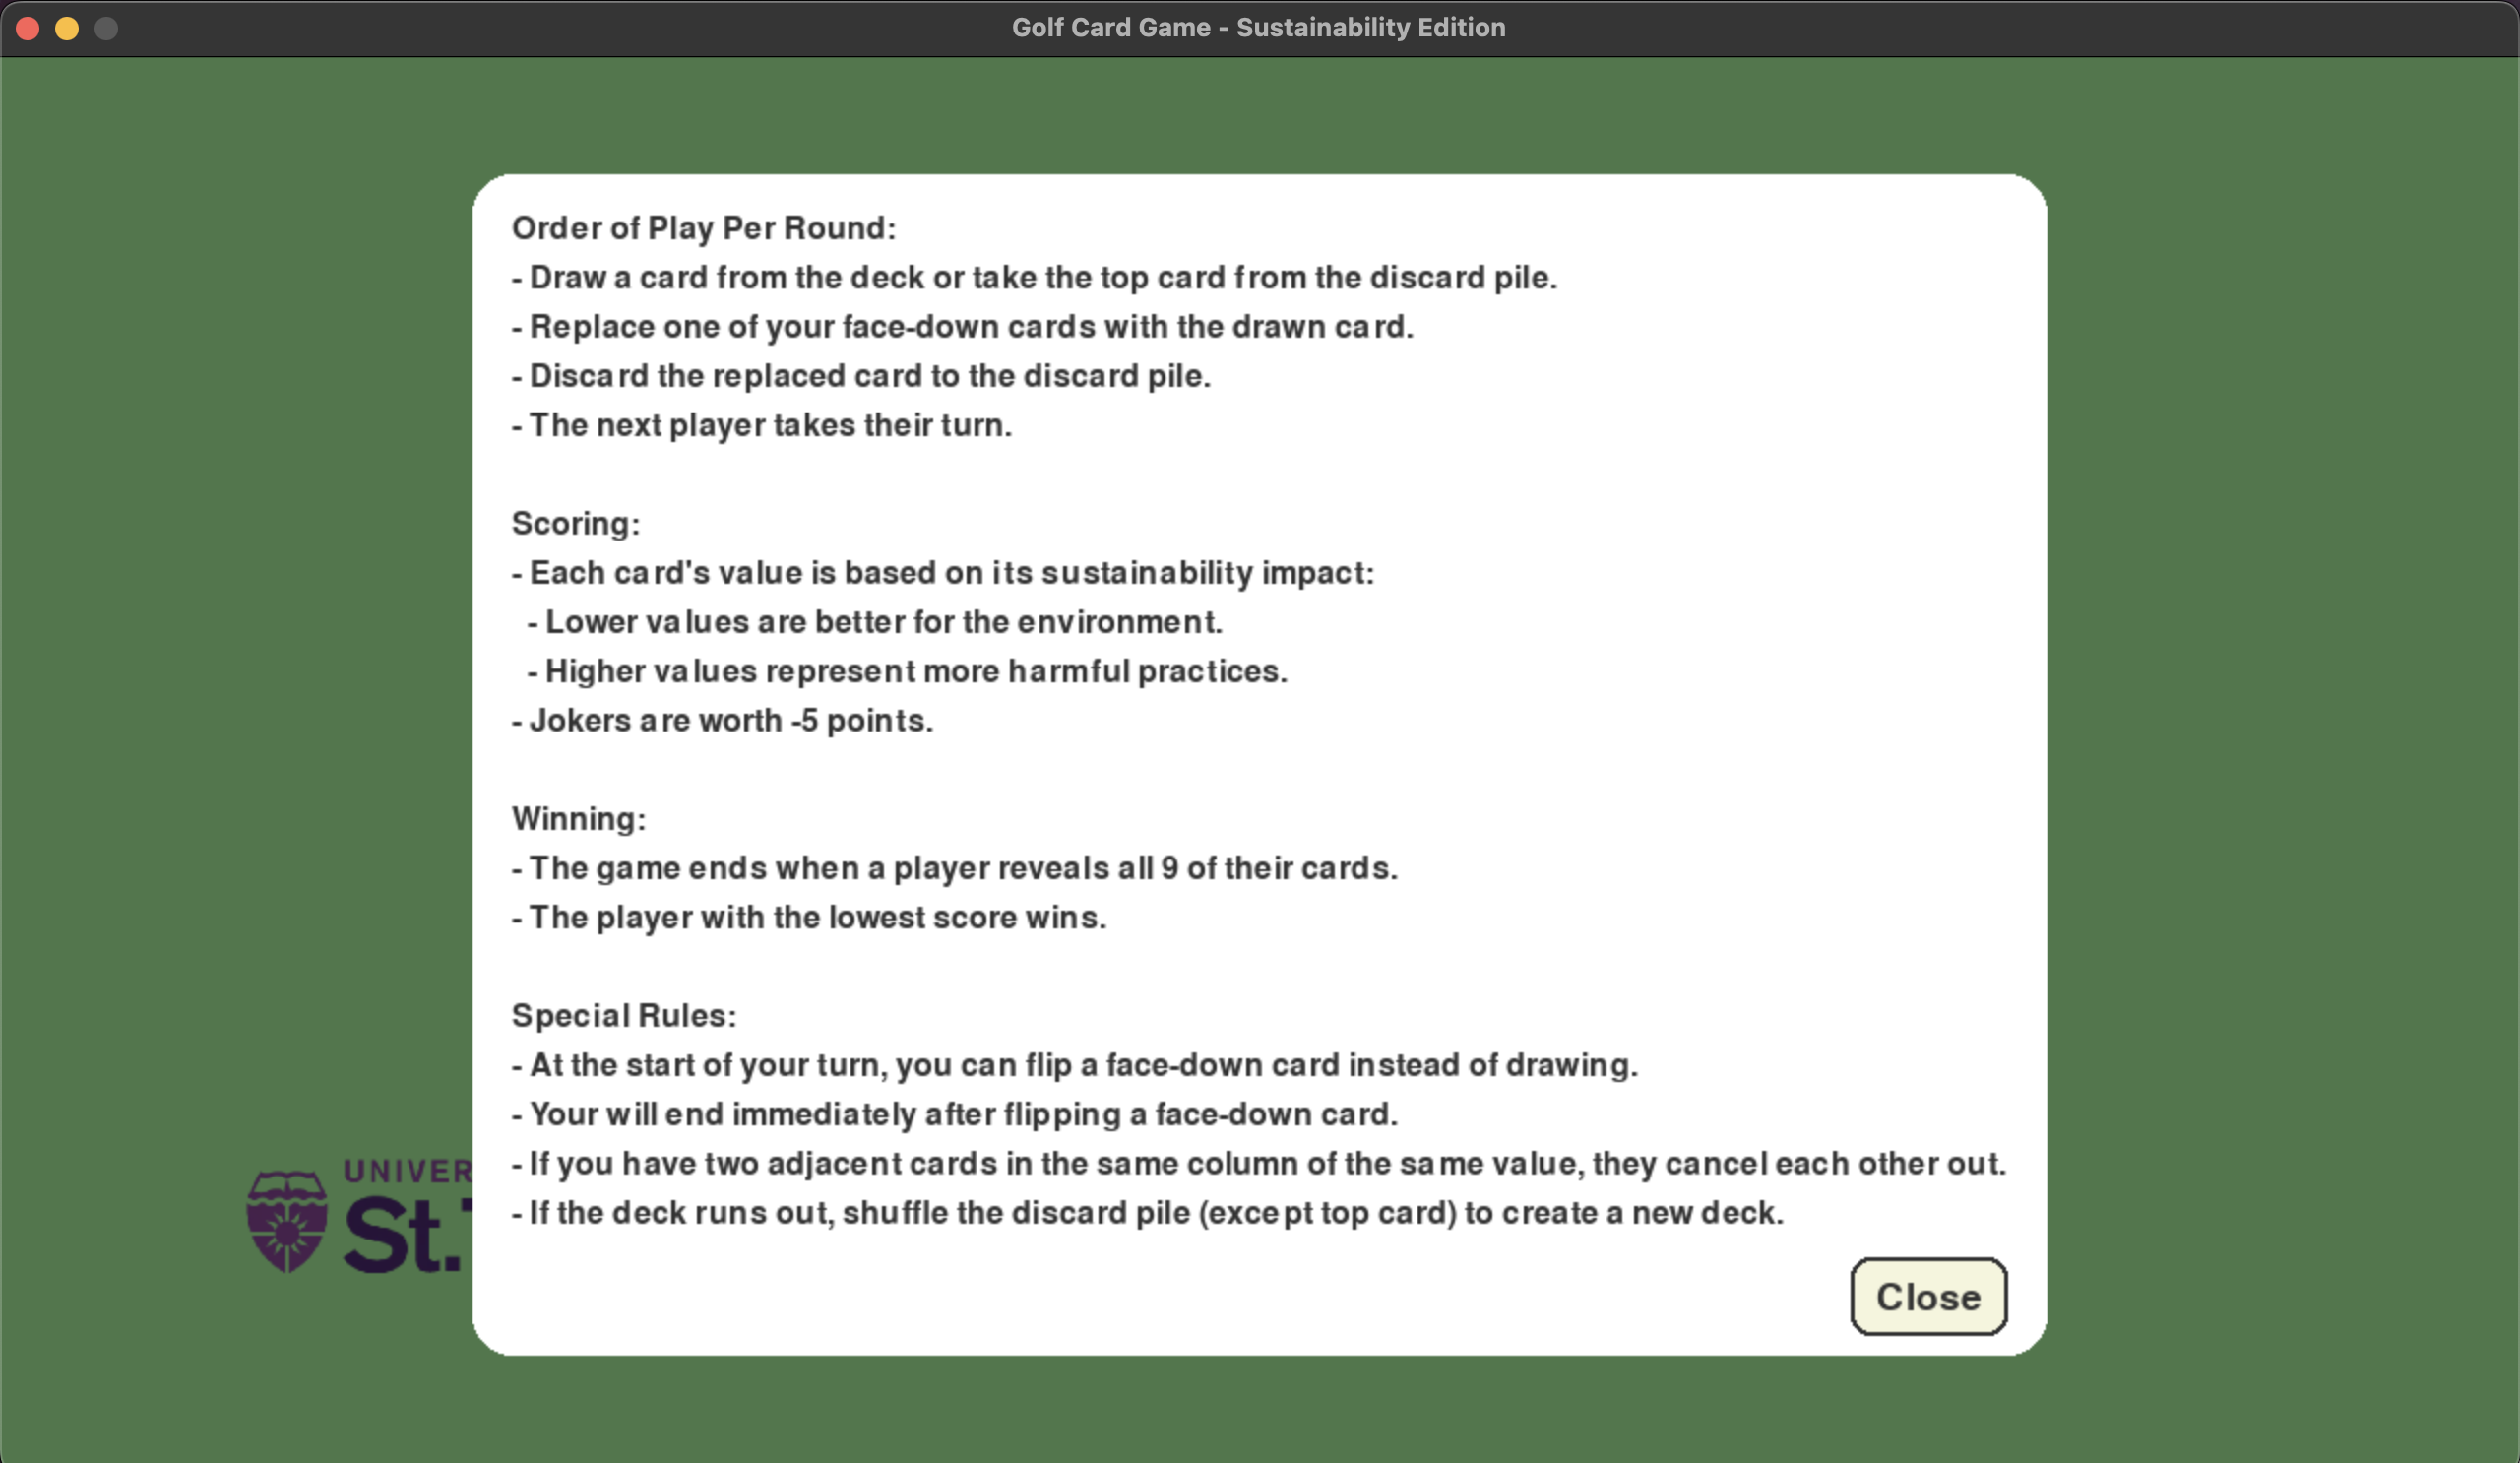 Golf Card Game - Sustainability Edition
Order of Play Per Round:
- Draw a card from the deck or take the top card from the discard pile.
- Replace one of your face-down cards with the drawn card.
- Discard the replaced card to the discard pile.
- The next player takes their turn.
Scoring:
- Each card's value is based on its sustainability impact:
- Lower values are better for the environment.
- Higher values represent more harmful practices.
- Jokers are worth -5 points.
Winning:
- The game ends when a player reveals all 9 of their cards.
- The player with the lowest score wins.
Special Rules:
- At the start of your turn, you can flip a face-down card instead of drawing.
- Your will end immediately after flipping a face-down card.
- If you have two adjacent cards in the same column of the same value, they cancel each other out.
- If the deck runs out, shuffle the discard pile (except top card) to create a new deck.
UNIVER
St.
Close